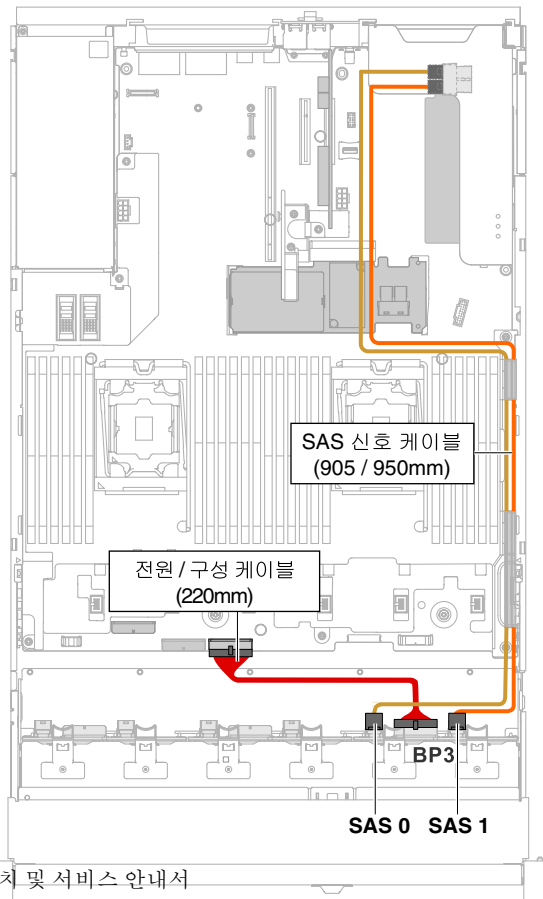 SAS 신호 케이블
(905 / 950mm)
전원 / 구성 케이블
(220mm)
BP3
SAS 0 SAS 1
치 및 서비스 안내서